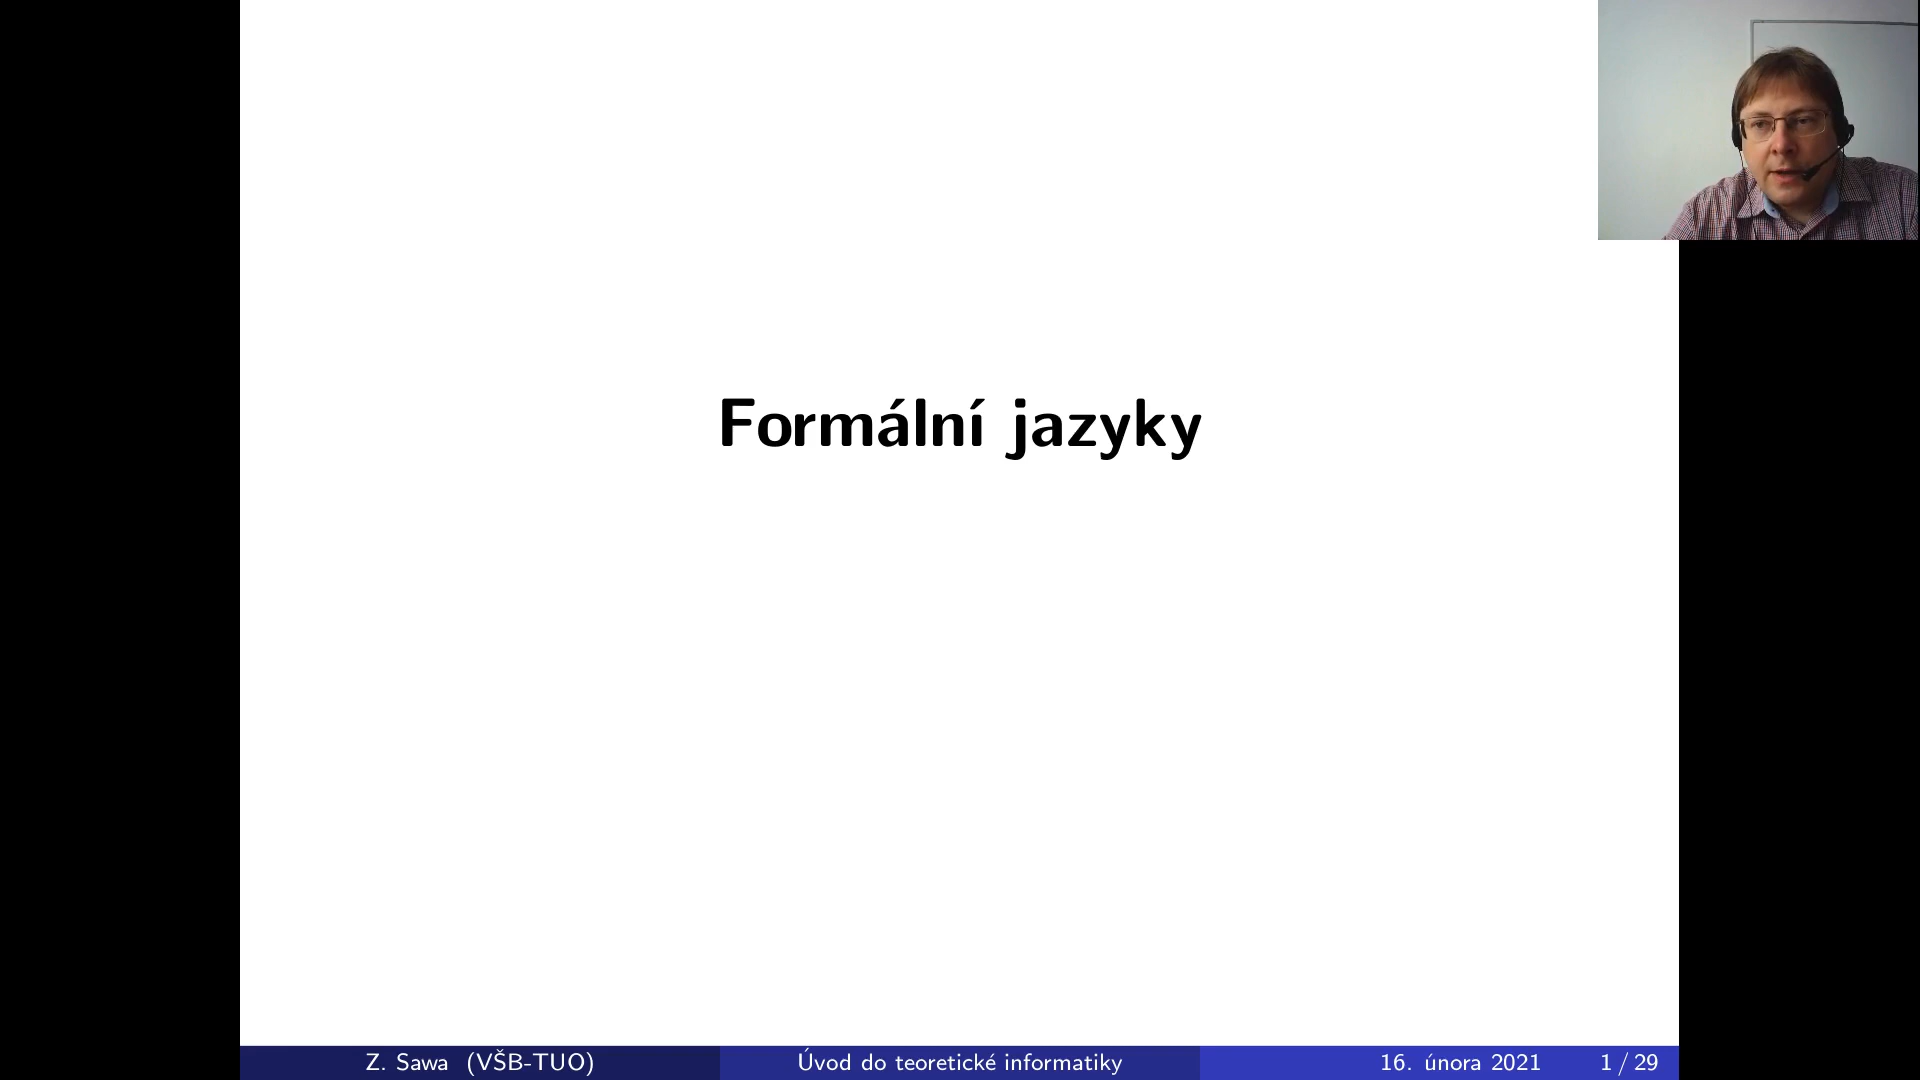 Formální jazyky
Z. Sawa (VŠB-TUO) Úvod do teoretické informatiky 16. února 2021 1 / 29